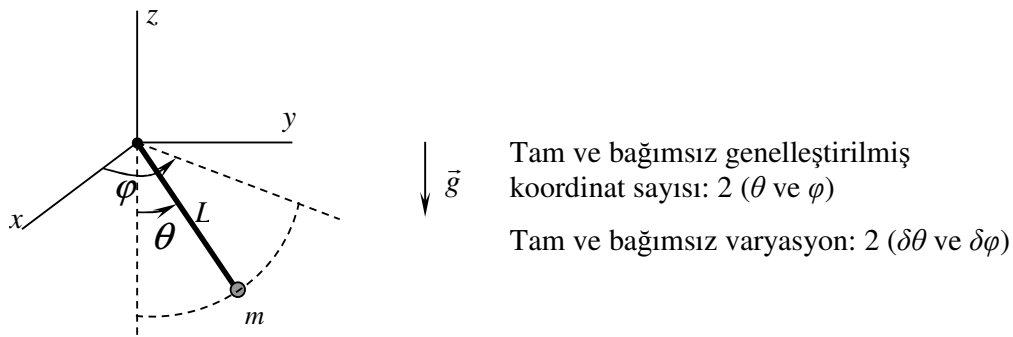 z
y
x
φ
θ
L
m
g⃗
Tam ve bağımsız genelleştirilmiş
koordinat sayısı: 2 (θ ve φ)
Tam ve bağımsız varyasyon: 2 (δθ ve δφ)